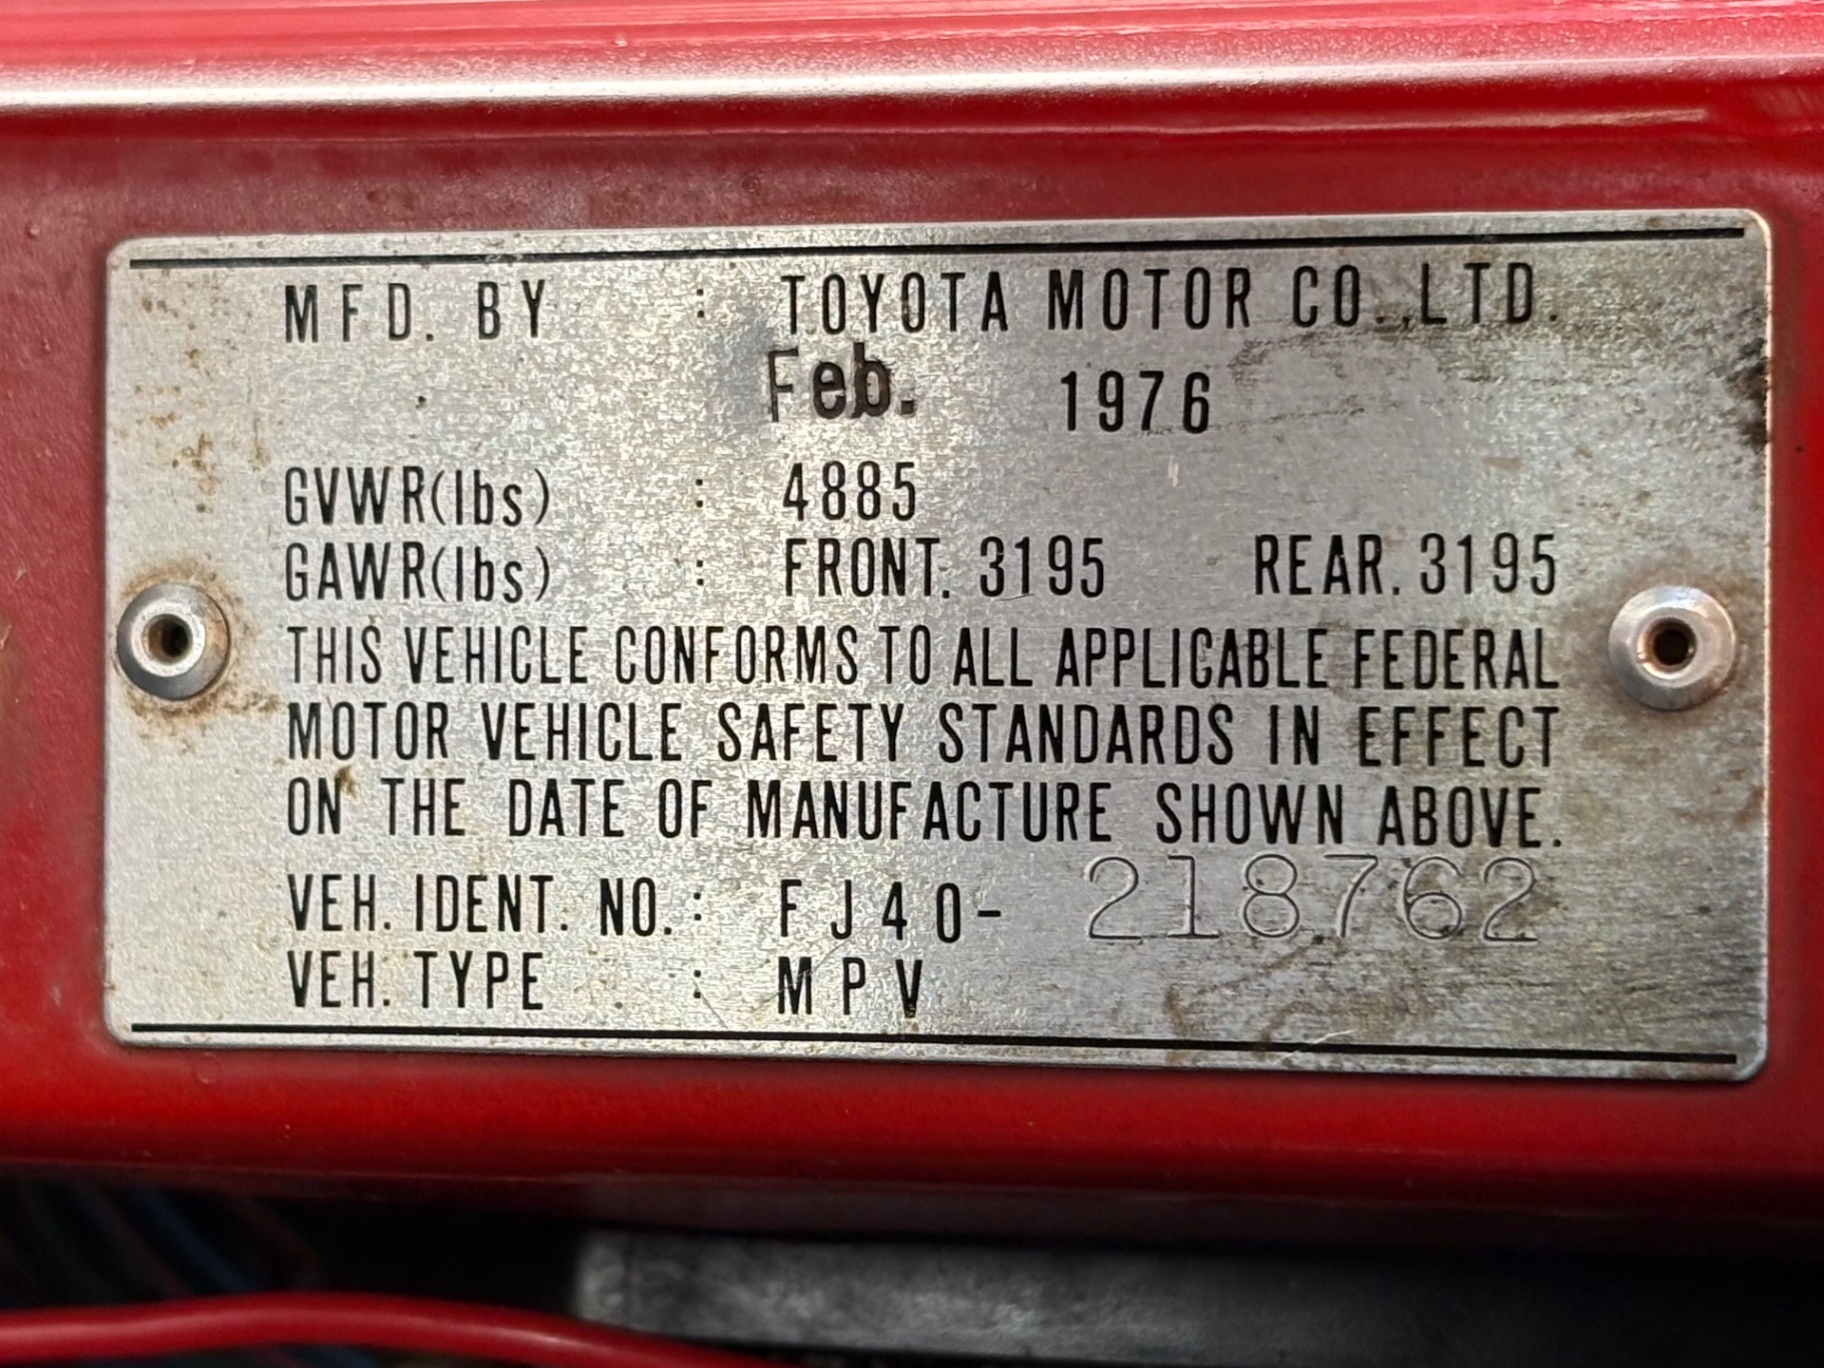 MFD. BY : TOYOTA MOTOR CO.,LTD.
Feb. 1976
GVWR(lbs) : 4885
GAWR(lbs) : FRONT. 3195 REAR. 3195
THIS VEHICLE CONFORMS TO ALL APPLICABLE FEDERAL
MOTOR VEHICLE SAFETY STANDARDS IN EFFECT
ON THE DATE OF MANUFACTURE SHOWN ABOVE.
VEH. IDENT. NO. : FJ40- 218762
VEH. TYPE : MPV